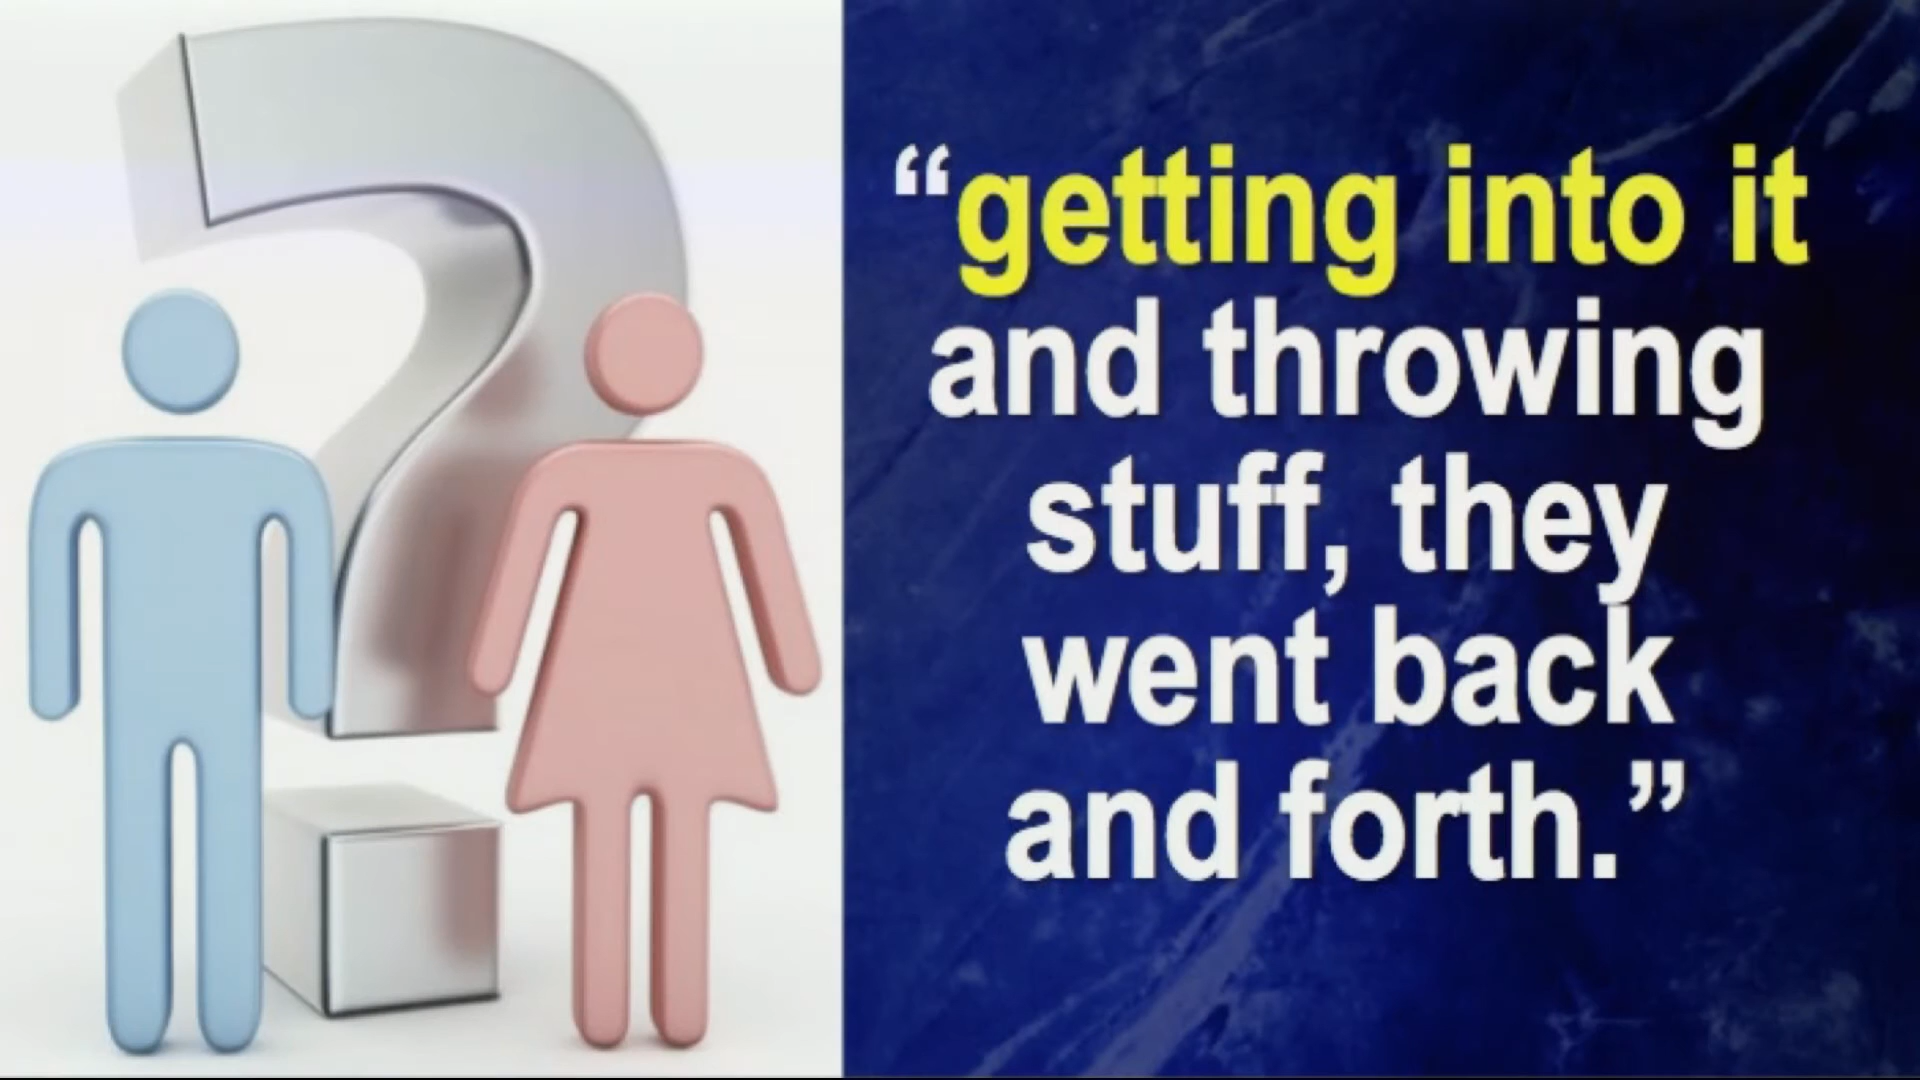 “getting into it
and throwing
stuff, they
went back
and forth.”